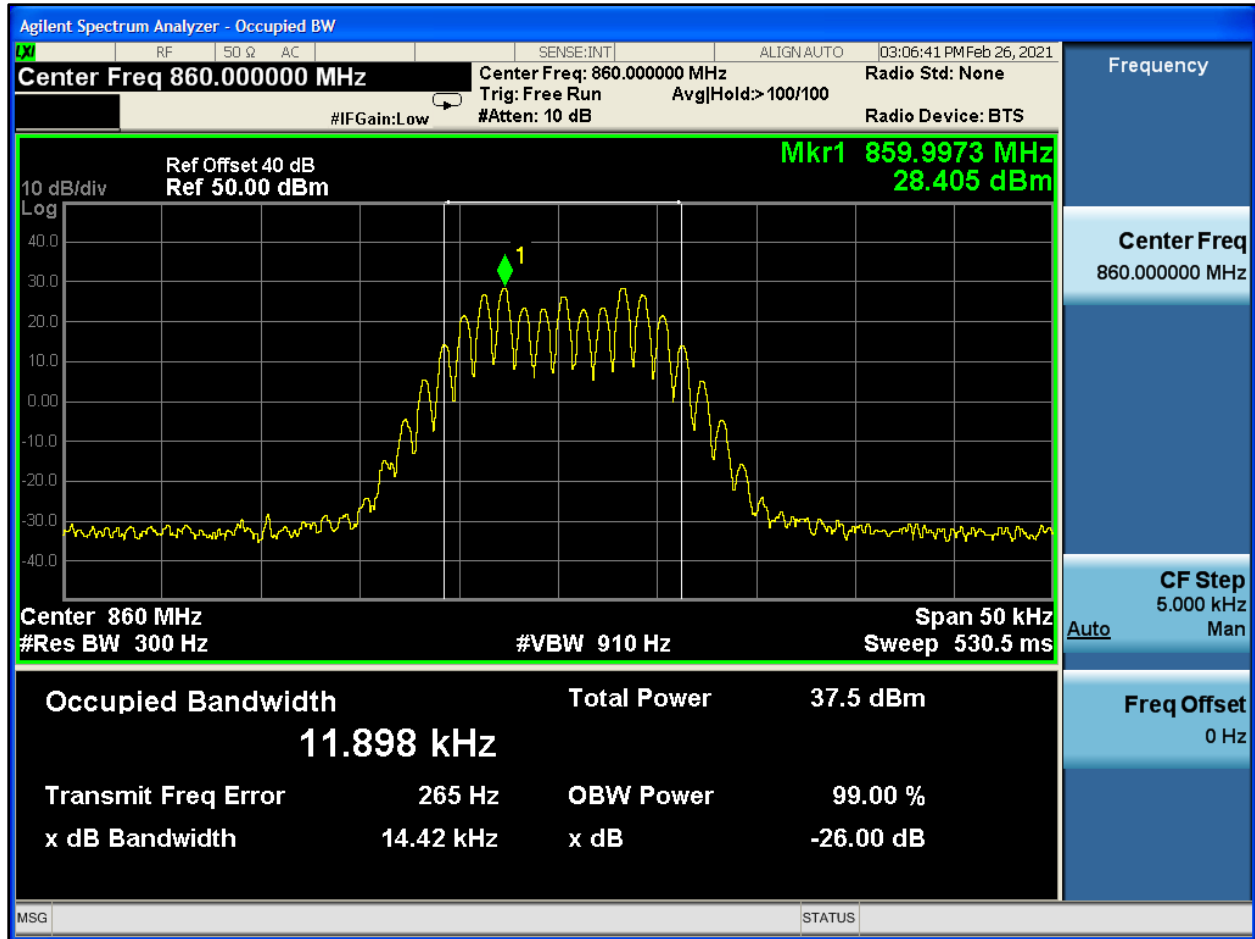 Agilent Spectrum Analyzer - Occupied BW
LXI RF 50 Ω AC SENSE:INT ALIGN AUTO 03:06:41 PM Feb 26, 2021
Center Freq 860.000000 MHz
#IFGain:Low
Center Freq: 860.000000 MHz
Trig: Free Run Avg|Hold:>100/100
#Atten: 10 dB
Radio Std: None
Radio Device: BTS
Mkr1 859.9973 MHz
28.405 dBm
Ref Offset 40 dB
10 dB/div Ref 50.00 dBm
Log
40.0
30.0
20.0
10.0
0.00
-10.0
-20.0
-30.0
-40.0
1
Center 860 MHz Span 50 kHz
#Res BW 300 Hz #VBW 910 Hz Sweep 530.5 ms
Occupied Bandwidth Total Power 37.5 dBm
11.898 kHz
Transmit Freq Error 265 Hz OBW Power 99.00 %
x dB Bandwidth 14.42 kHz x dB -26.00 dB
Frequency
Center Freq
860.000000 MHz
CF Step
5.000 kHz
Auto Man
Freq Offset
0 Hz
MSG STATUS